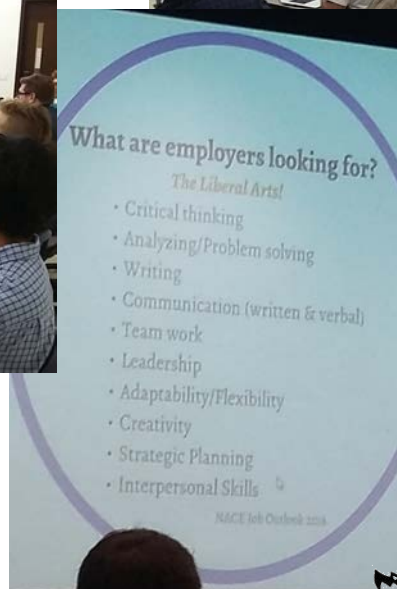 What are employers looking for?
The Liberal Arts!
• Critical thinking
• Analyzing/Problem solving
• Writing
• Communication (written & verbal)
• Team work
• Leadership
• Adaptability/Flexibility
• Creativity
• Strategic Planning
• Interpersonal Skills
NACE Job Outlook